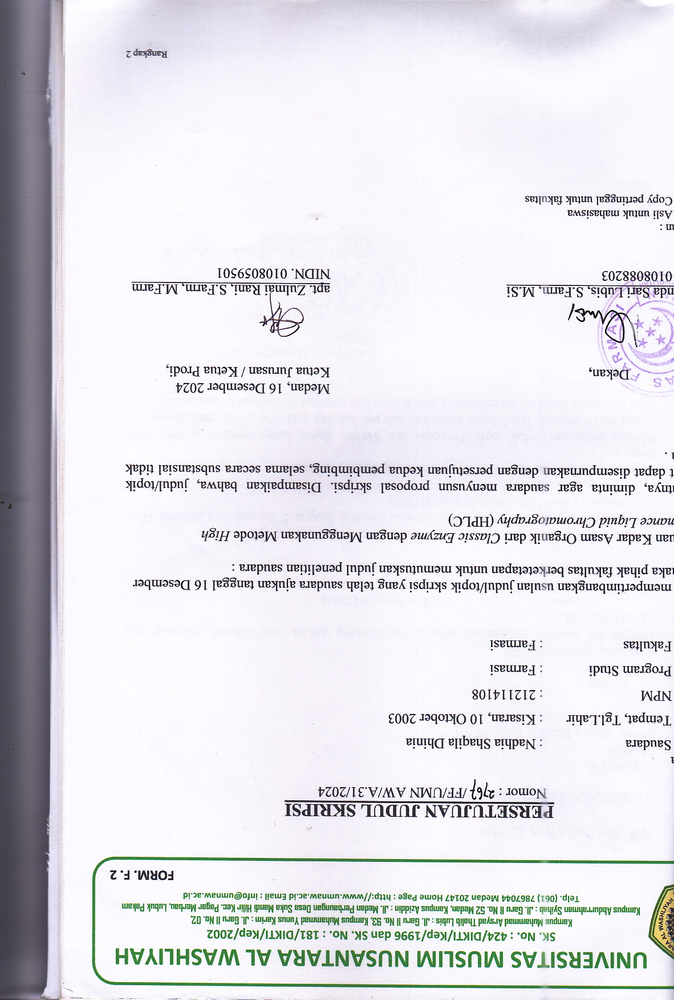 UNIVERSITAS MUSLIM NUSANTARA AL WASHLIYAH
SK. No. : 424/DIKTI/Kep/1996 dan SK. No. : 181/DIKTI/Kep/2002
Kampus Muhammad Arsyad Thalib Lubis : Jl. Garu II No. 93, Kampus Muhammad Yunus Karim : Jl. Garu II No. 02,
Kampus Abdurrahman Syihab : Jl. Garu II No. 52 Medan, Kampus Aziddin : Jl. Medan Perbaungan Desa Suka Mandi Hilir Kec. Pagar Merbau, Lubuk Pakam
Telp. (061) 7867044 Medan 20147 Home Page : http://www.umnaw.ac.id Email : info@umnaw.ac.id
FORM. F. 2
PERSETUJUAN JUDUL SKRIPSI
Nomor : 2767 /FF/UMN AW/A.31/2024
Saudara : Nadhia Shaqila Dhinia
Tempat, Tgl.Lahir : Kisaran, 10 Oktober 2003
NPM : 212114108
Program Studi : Farmasi
Fakultas : Farmasi
mempertimbangkan usulan judul/topik skripsi yang telah saudara ajukan tanggal 16 Desember
naka pihak fakultas berketetapan untuk memutuskan judul penelitian saudara :
uan Kadar Asam Organik dari Classic Enzyme dengan Menggunakan Metode High
nance Liquid Chromatography (HPLC)
utnya, diminta agar saudara menyusun proposal skripsi. Disampaikan bahwa, judul/topik
t dapat disempurnakan dengan persetujuan kedua pembimbing, selama secara substansial tidak
Medan, 16 Desember 2024
Dekan, Ketua Jurusan / Ketua Prodi,
AS FARMASI
nda Sari Lubis, S.Farm, M.Si apt. Zulmai Rani, S.Farm, M.Farm
0108088203 NIDN. 0108059501
an :
Asli untuk mahasiswa
Copy pertinggal untuk fakultas
Rangkap 2